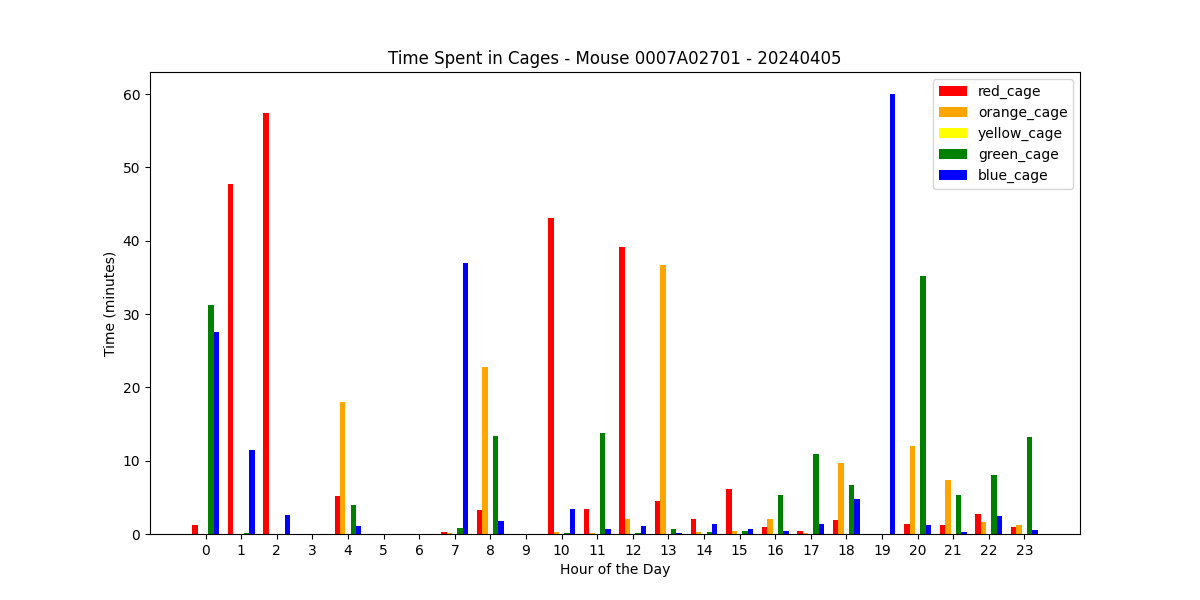 Time Spent in Cages - Mouse 0007A02701 - 20240405
red_cage
orange_cage
yellow_cage
green_cage
blue_cage
60
50
40
30
20
10
0
Time (minutes)
0 1 2 3 4 5 6 7 8 9 10 11 12 13 14 15 16 17 18 19 20 21 22 23
Hour of the Day